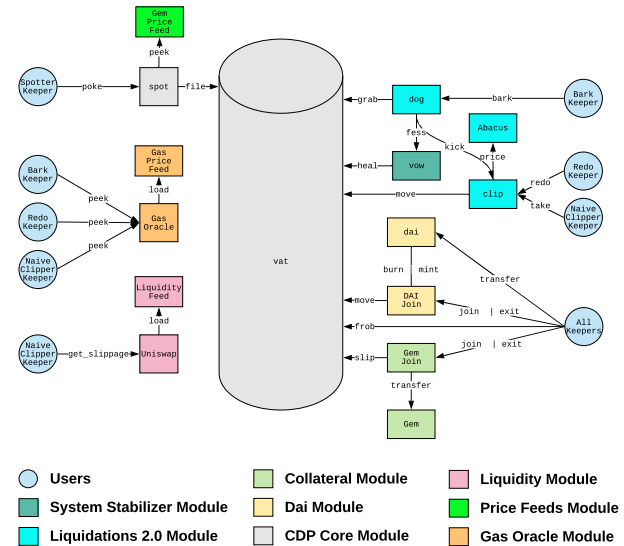 Gem
Price
Feed
peek
Spotter
Keeper
poke
spot
file
grab
dog
bark
Bark
Keeper
fess
kick
Abacus
price
heal
vow
move
clip
redo
take
Redo
Keeper
Naive
Clipper
Keeper
Bark
Keeper
Redo
Keeper
Naive
Clipper
Keeper
peek
peek
peek
Gas
Price
Feed
load
Gas
Oracle
vat
dai
burn | mint
transfer
DAI
Join
move
join | exit
frob
All
Keepers
join | exit
slip
Gem
Join
transfer
Gem
Liquidity
Feed
load
Naive
Clipper
Keeper
get_slippage
Uniswap
Users
Collateral Module
Liquidity Module
System Stabilizer Module
Dai Module
Price Feeds Module
Liquidations 2.0 Module
CDP Core Module
Gas Oracle Module